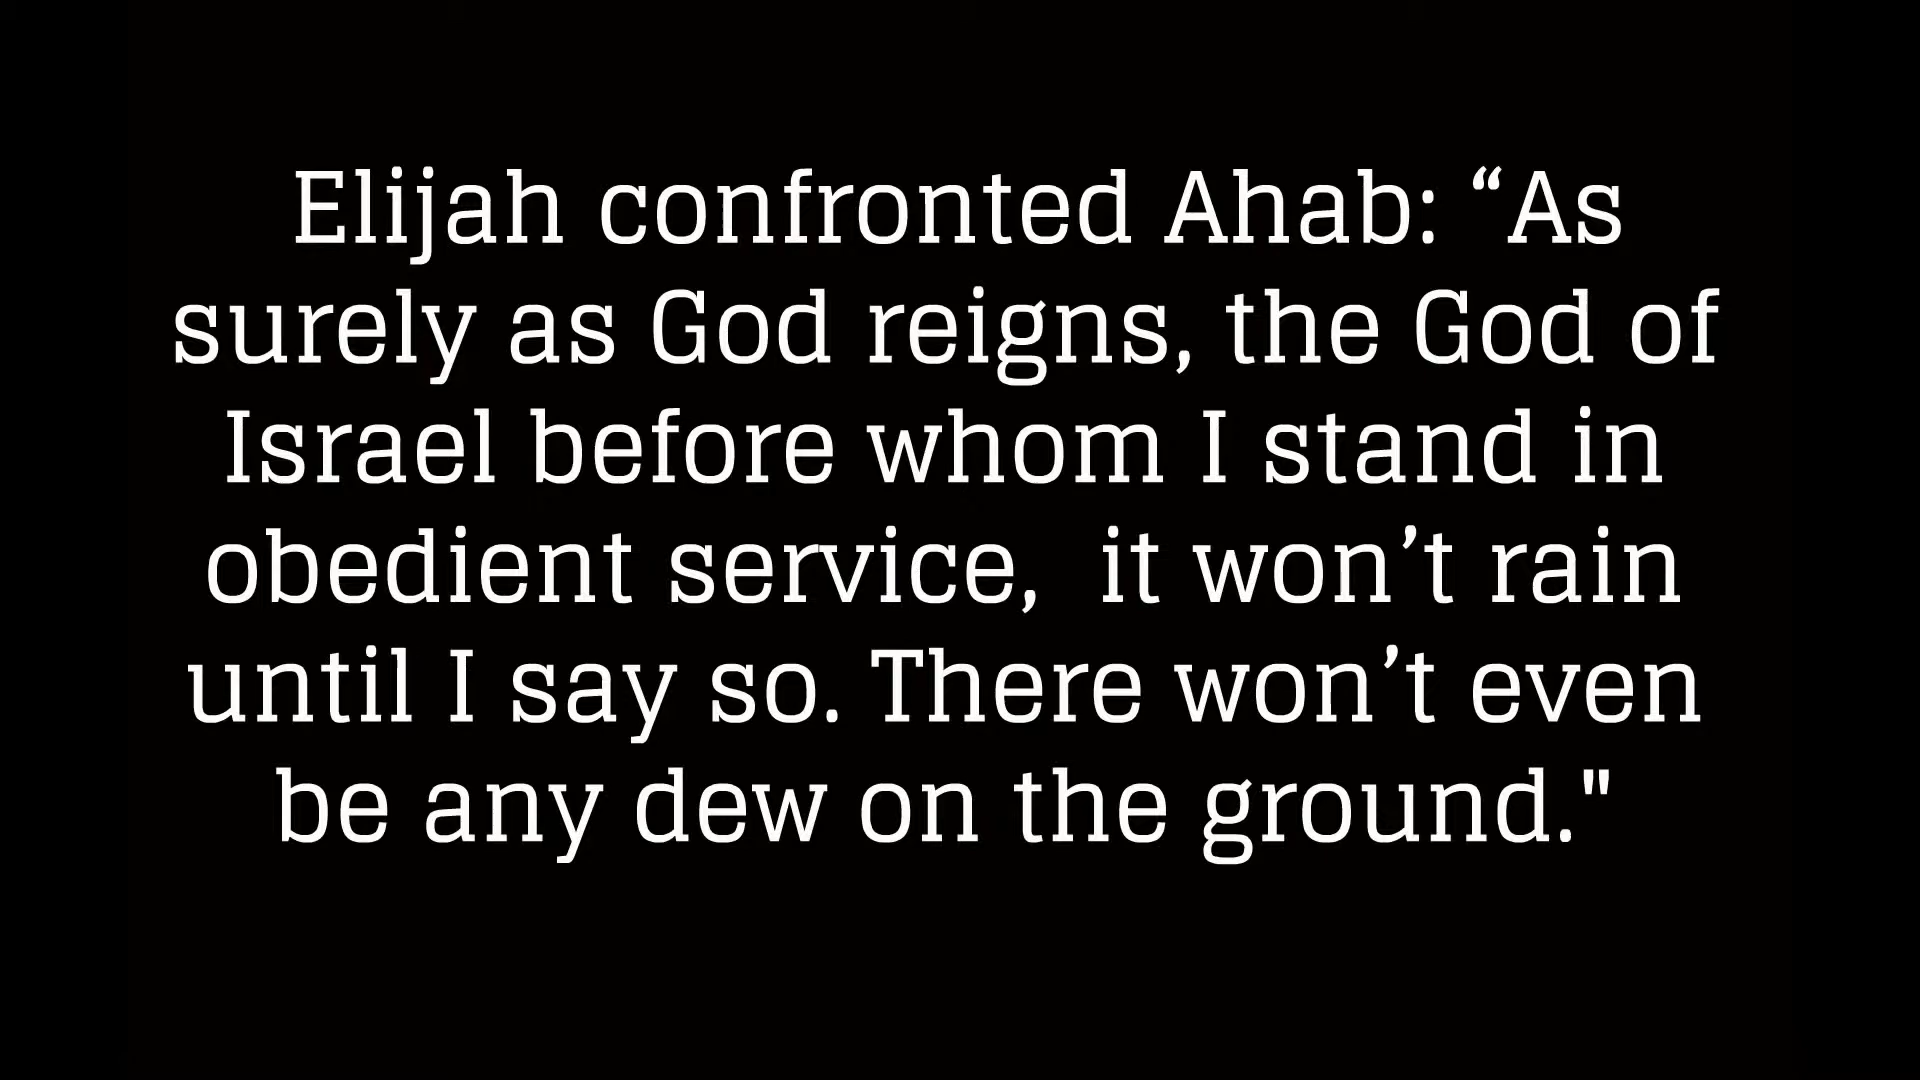 Elijah confronted Ahab: “As
surely as God reigns, the God of
Israel before whom I stand in
obedient service,  it won’t rain
until I say so. There won’t even
be any dew on the ground."